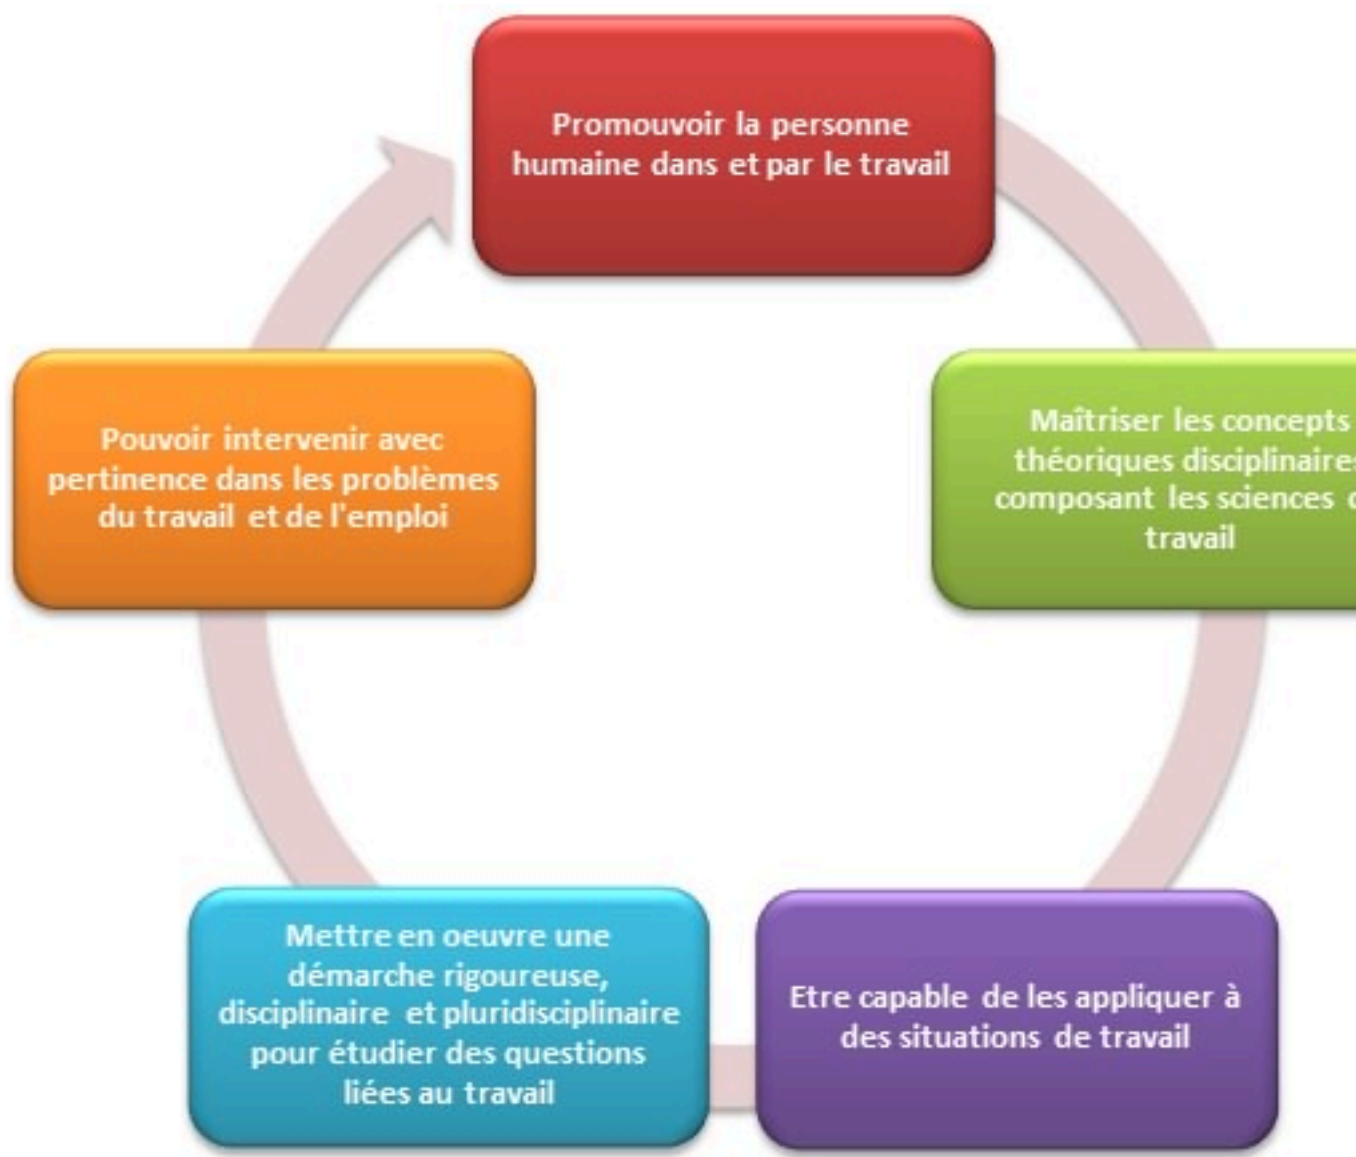 Promouvoir la personne
humaine dans et par le travail
Maîtriser les concepts
théoriques disciplinaires
composant les sciences
travail
Etre capable de les appliquer à
des situations de travail
Mettre en oeuvre une
démarche rigoureuse,
disciplinaire et pluridisciplinaire
pour étudier des questions
liées au travail
Pouvoir intervenir avec
pertinence dans les problèmes
du travail et de l'emploi